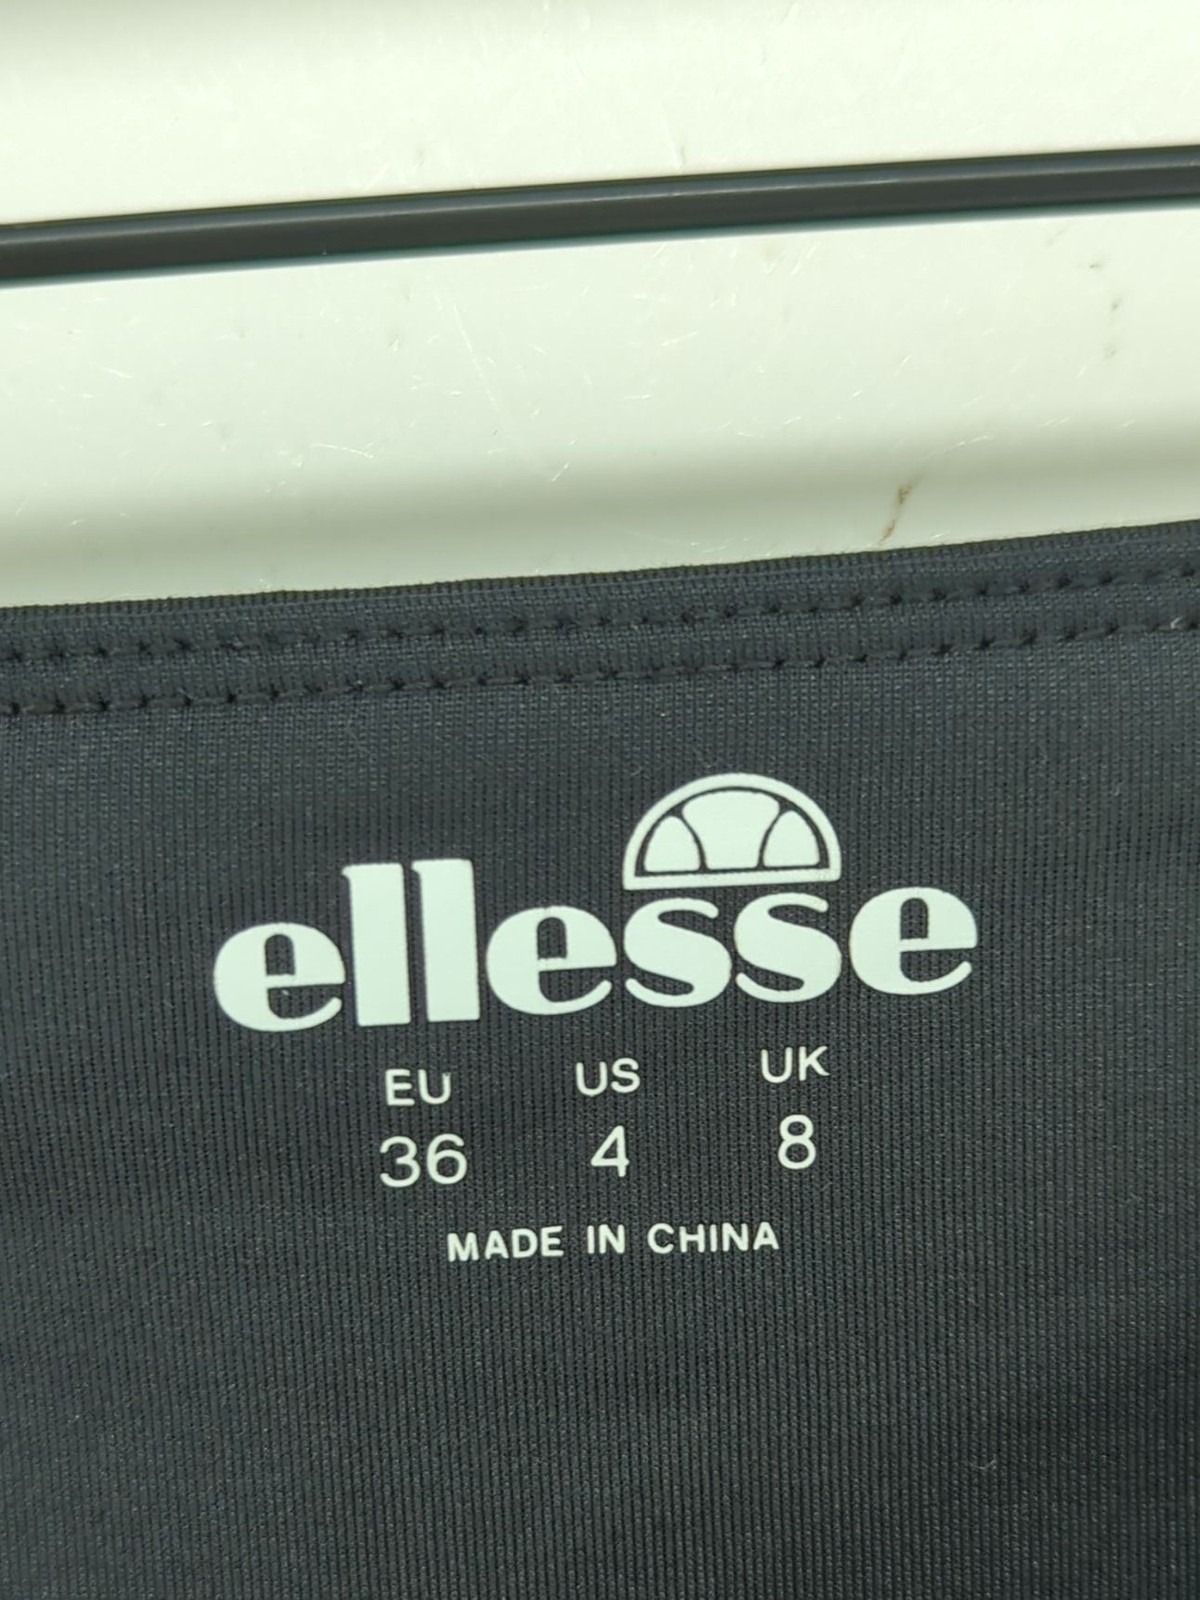 ellesse
EU US UK
36 4 8
MADE IN CHINA